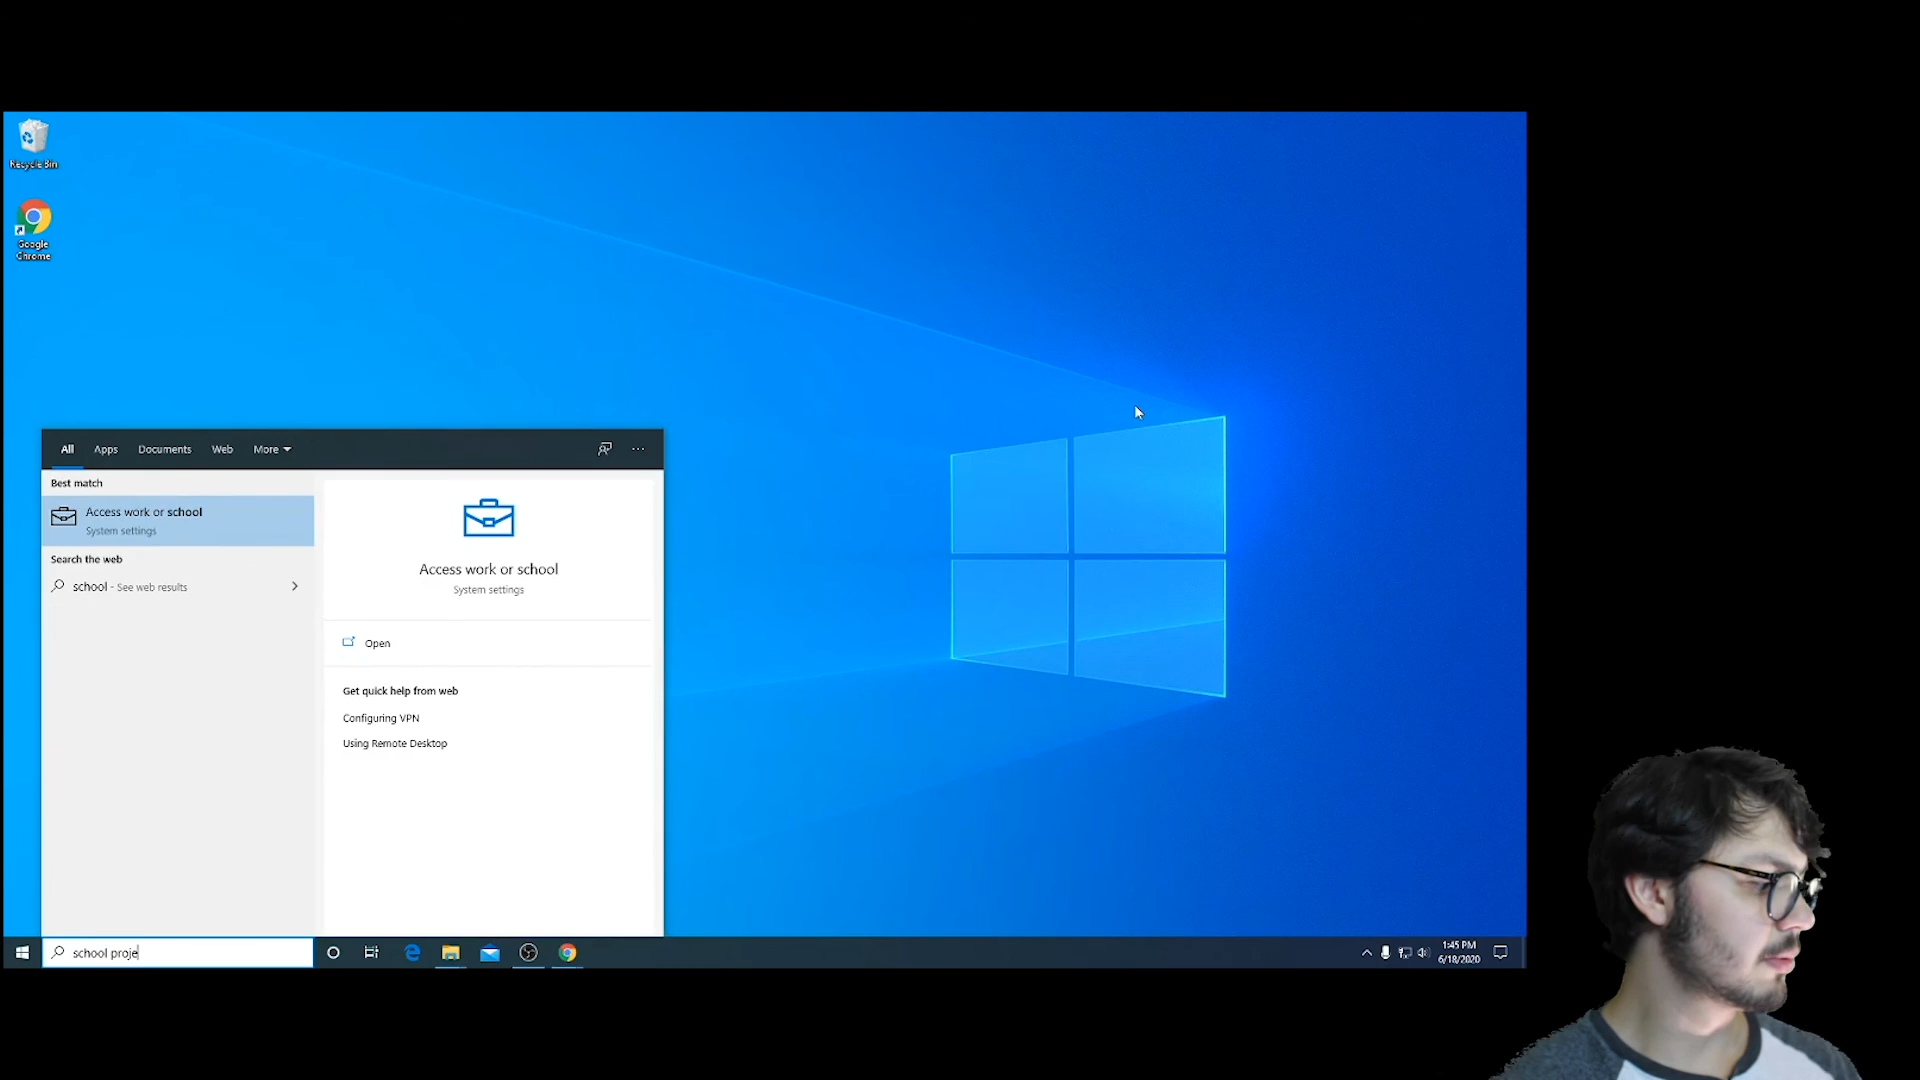 Recycle Bin
Google
Chrome
All Apps Documents Web More
Best match
Access work or school
System settings
Search the web
school - See web results
Access work or school
System settings
Open
Get quick help from web
Configuring VPN
Using Remote Desktop
school proje
1:45 PM
6/18/2020